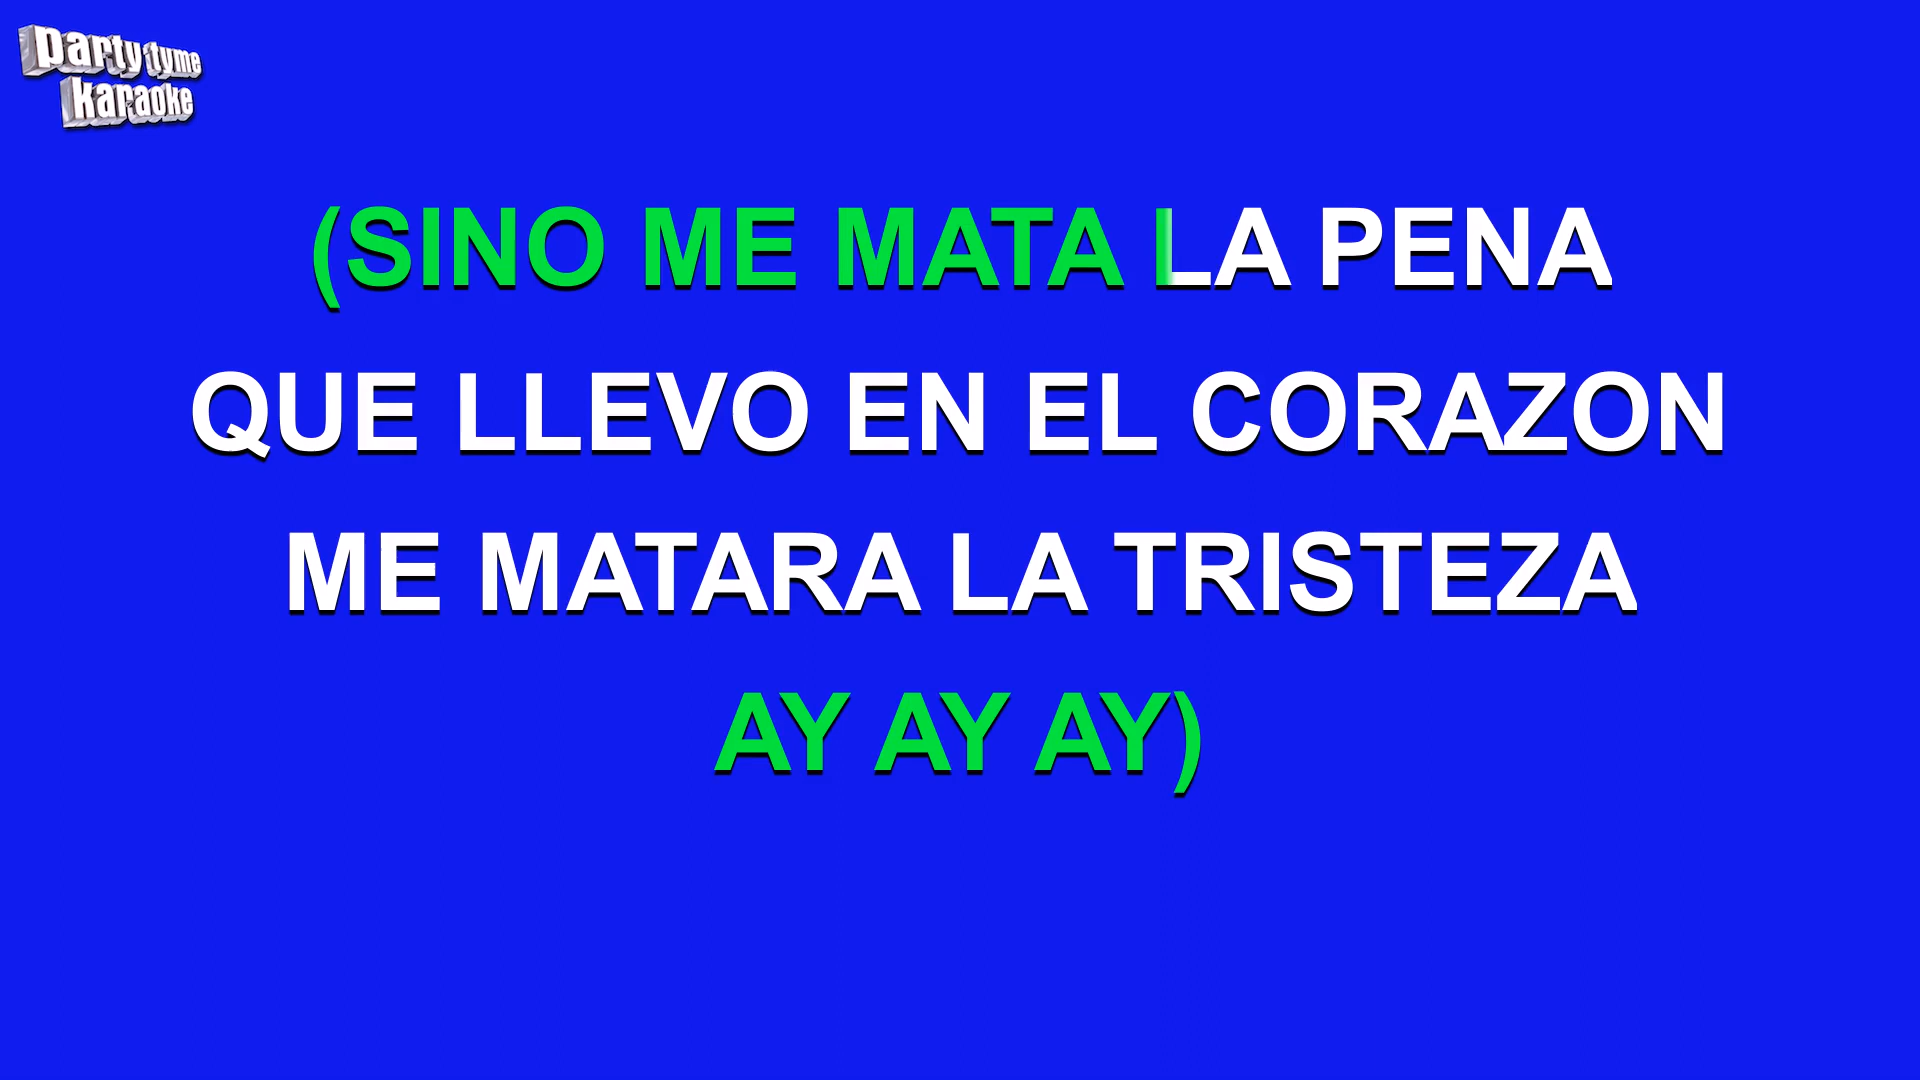 party tyme
karaoke
(SINO ME MATA LA PENA
QUE LLEVO EN EL CORAZON
ME MATARA LA TRISTEZA
AY AY AY)